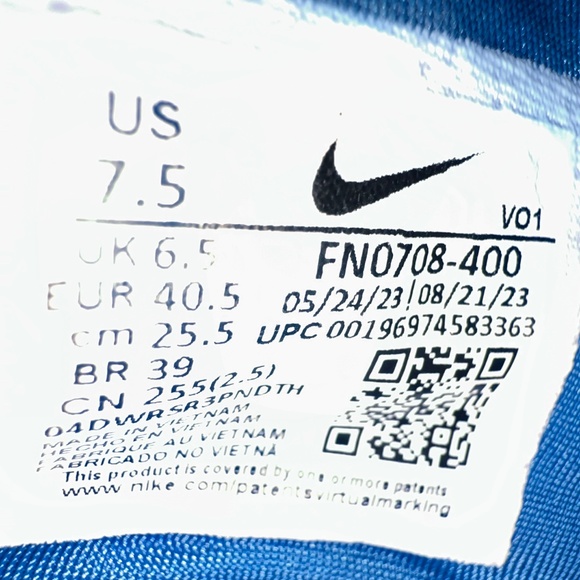 US
7.5
V01
UK 6.5
FN0708-400
EUR 40.5
05/24/23|08/21/23
cm 25.5
UPC 00196974583363
BR 39
CN 255(2.5)
04DWRSR3PNDTH
MADE IN VIETNAM
HECHO EN VIETNAM
FABRIQUE AU VIETNAM
FABRICADO NO VIETNÃ
This product is covered by one or more patents
www.nike.com/patentsvirtualmarking